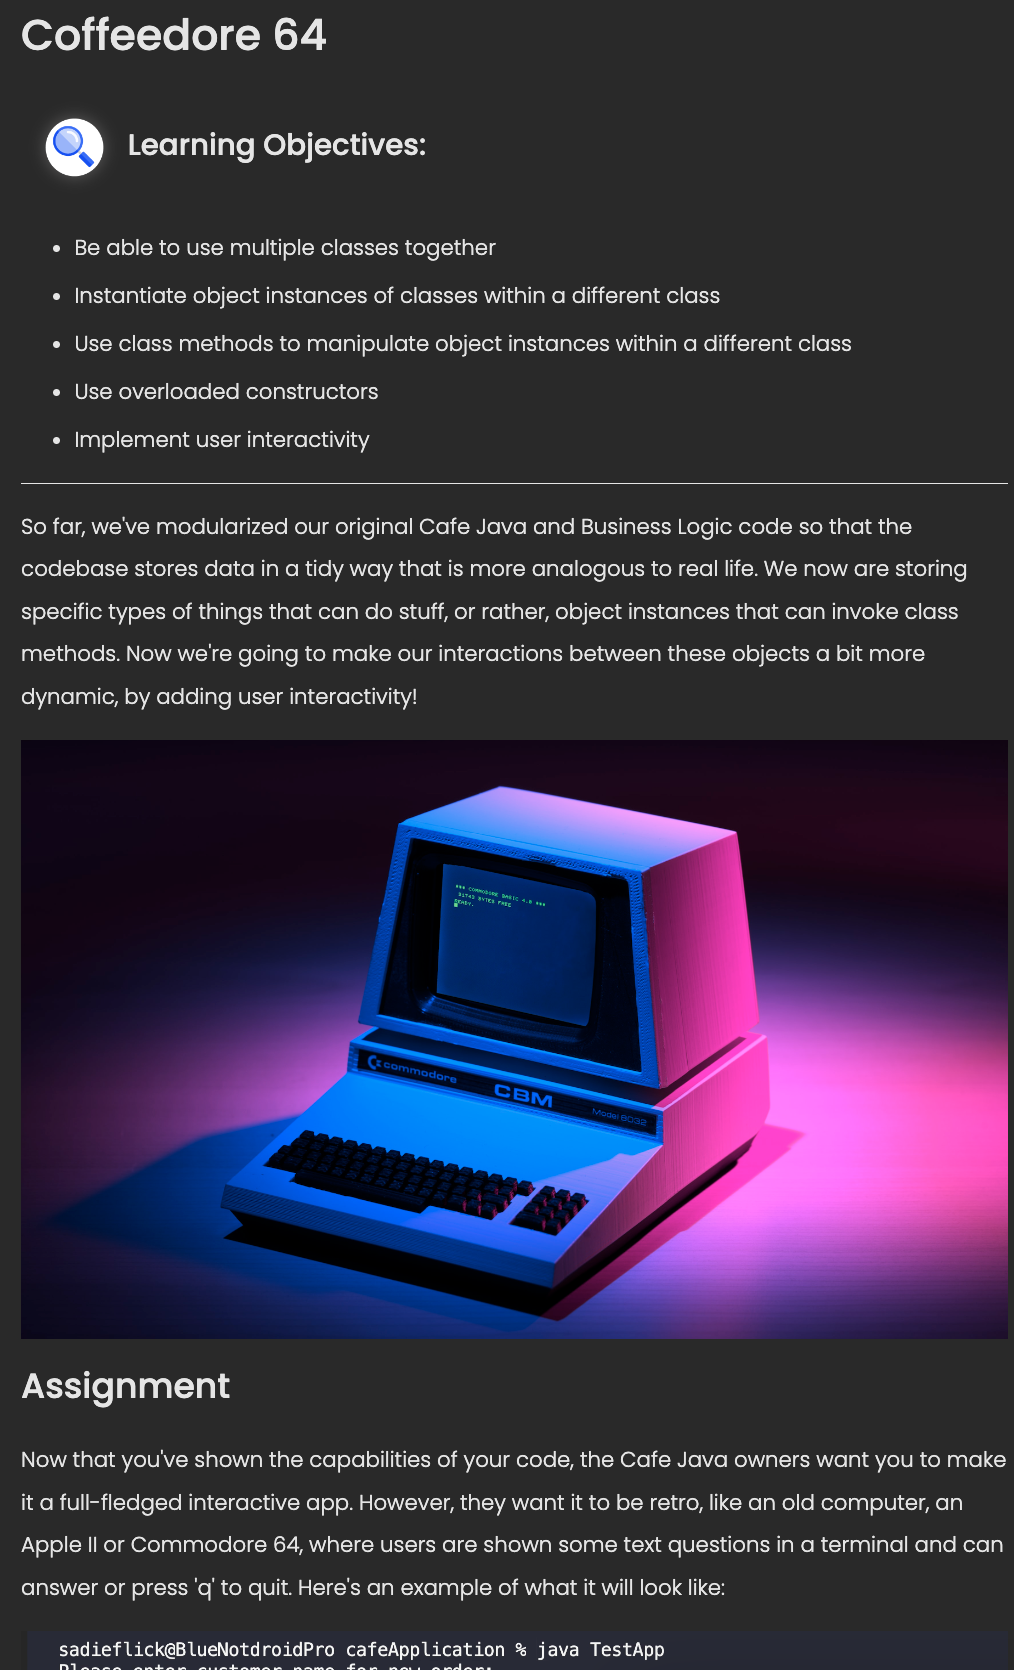 Coffeedore 64
Learning Objectives:
• Be able to use multiple classes together
• Instantiate object instances of classes within a different class
• Use class methods to manipulate object instances within a different class
• Use overloaded constructors
• Implement user interactivity
So far, we've modularized our original Cafe Java and Business Logic code so that the
codebase stores data in a tidy way that is more analogous to real life. We now are storing
specific types of things that can do stuff, or rather, object instances that can invoke class
methods. Now we're going to make our interactions between these objects a bit more
dynamic, by adding user interactivity!
*** COMMODORE BASIC 4.0 ***
31743 BYTES FREE
READY.
commodore
CBM
Model 8032
Assignment
Now that you've shown the capabilities of your code, the Cafe Java owners want you to make
it a full-fledged interactive app. However, they want it to be retro, like an old computer, an
Apple II or Commodore 64, where users are shown some text questions in a terminal and can
answer or press 'q' to quit. Here's an example of what it will look like:
sadieflick@BlueNotdroidPro cafeApplication % java TestApp
Please enter customer name for new order: